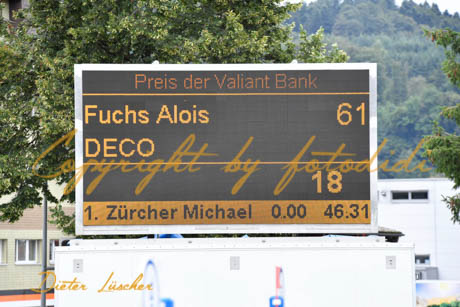 Preis der Valiant Bank
Fuchs Alois 61
DECO
18
1. Zürcher Michael 0.00 46.31
Copyright by fotodidi
Dieter Lüscher